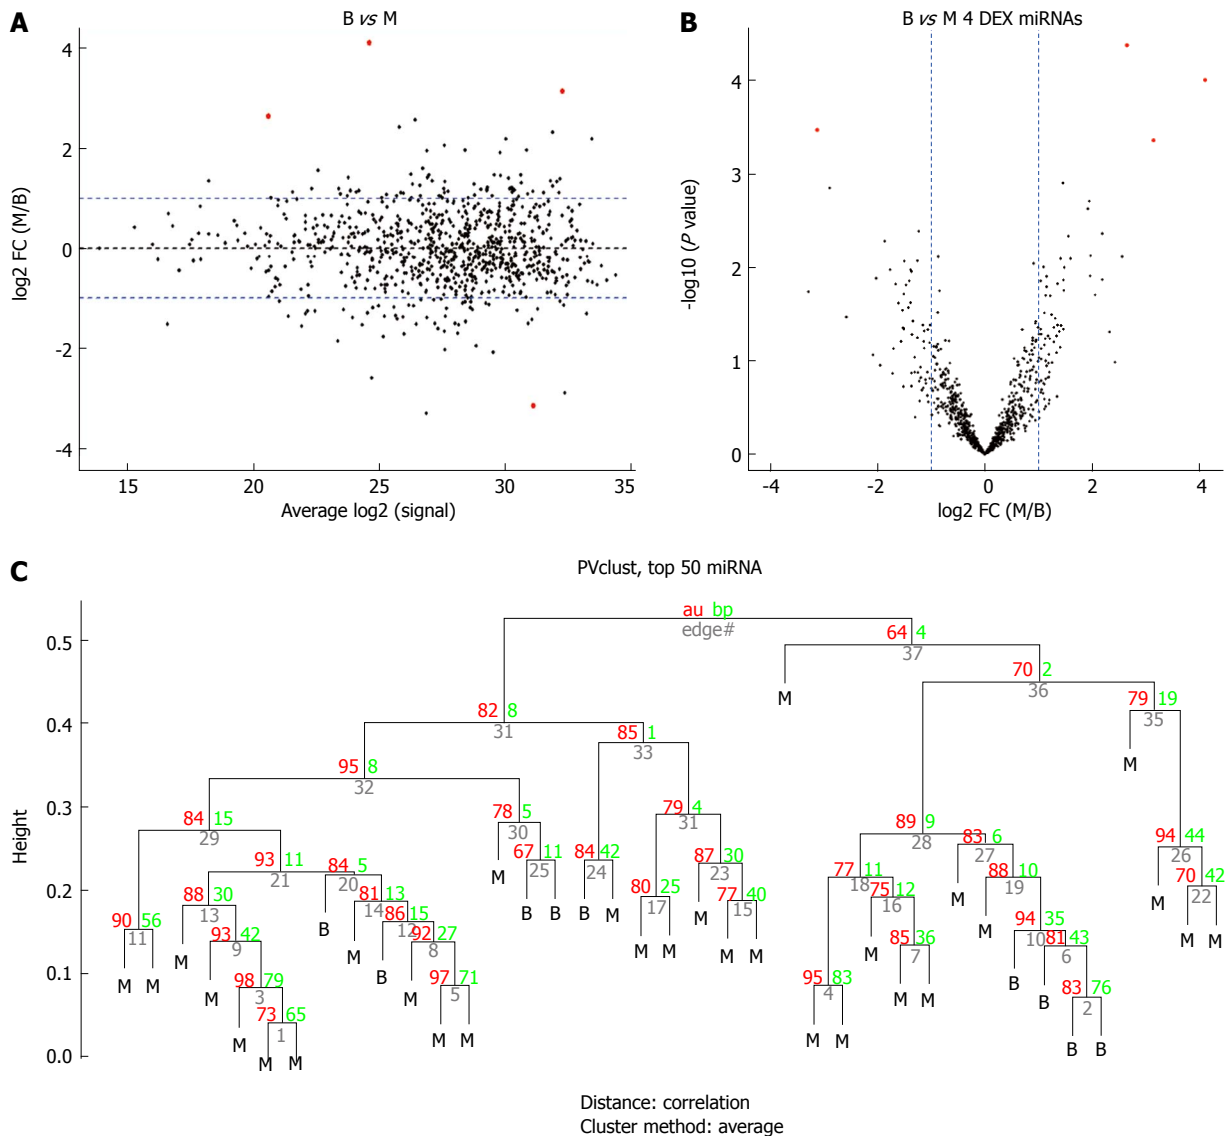 A
B vs M
4
2
0
-2
-4
log2 FC (M/B)
15 20 25 30 35
Average log2 (signal)
B
B vs M 4 DEX miRNAs
4
3
2
1
0
-log10 (P value)
-4 -2 0 2 4
log2 FC (M/B)
C
PVclust, top 50 miRNA
au bp
edge#
0.5
0.4
0.3
0.2
0.1
0.0
Height
64 4
37
M
70 2
36
79 19
35
M
82 8
31
85 1
33
95 8
32
84 15
29
78 5
30
M
67 11
25
B B
79 4
31
84 42
24
B M
87 30
23
M
80 25
17
M M
77 40
15
M M
93 11
21
84 5
20
B
88 30
13
M
81 13
14
M
90 56
11
M M
86 15
12
B
93 42
9
M
92 27
8
M
98 79
3
M
97 71
5
M M
73 65
1
M M
89 9
28
83 6
27
M
77 11
18
75 12
16
M
88 10
19
M
94 35
10
B
81 43
6
B
85 36
7
M M
95 83
4
M M
83 76
2
B B
94 44
26
M
70 42
22
M M
Distance: correlation
Cluster method: average